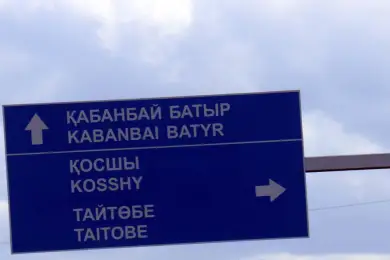 ҚАБАНБАЙ БАТЫР
KABANBAI BATYR
ҚОСШЫ
KOSSHY
ТАЙТӨБЕ
TAITOBE